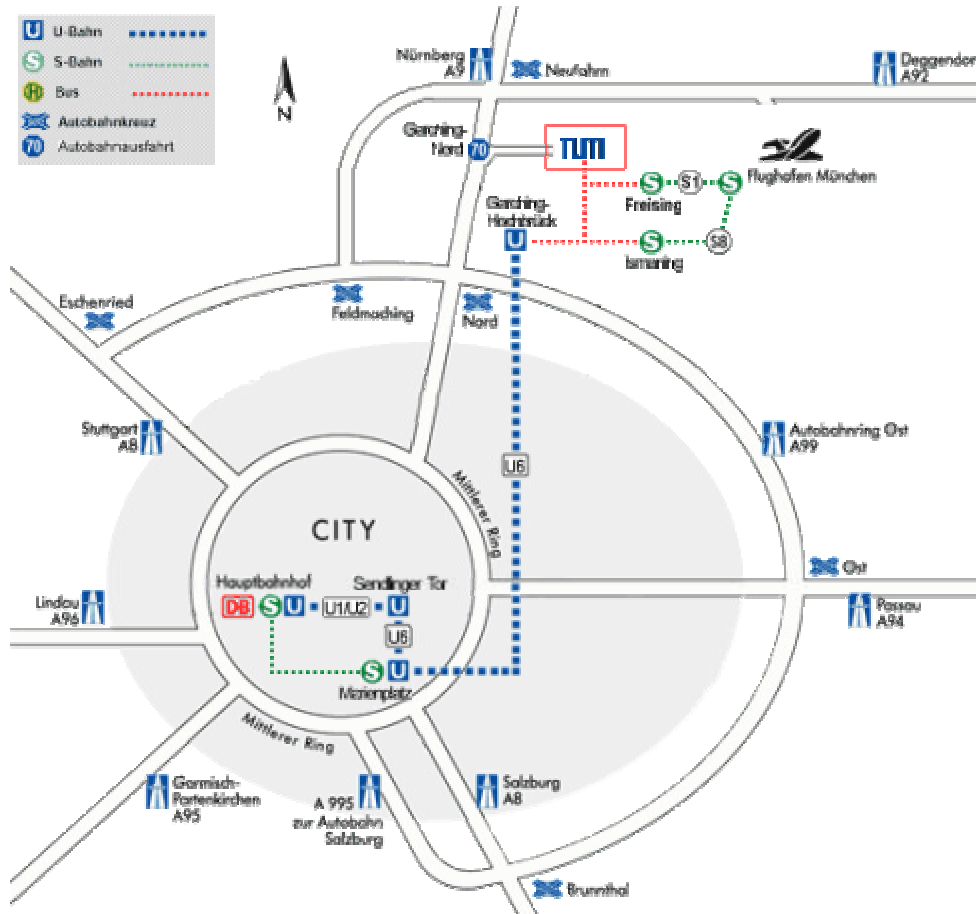 U-Bahn
S-Bahn
H
Bus
Autobahnkreuz
70
Autobahnausfahrt
N
Nürnberg
A9
Neufahrn
Deggendorf
A92
Garching-
Nord
70
TUM
Flughafen München
S
S1
S
Freising
Garching-
Hochbrück
U
S
S8
Ismaning
Eschenried
Feldmoching
Nord
Stuttgart
A8
Autobahnring Ost
A99
U6
Mittlerer Ring
CITY
Hauptbahnhof
Sendlinger Tor
DB
S
U
U1/U2
U
U6
S
U
Marienplatz
Lindau
A96
Ost
Passau
A94
Mittlerer Ring
Garmisch-
Partenkirchen
A95
A 995
zur Autobahn
Salzburg
Salzburg
A8
Brunnthal